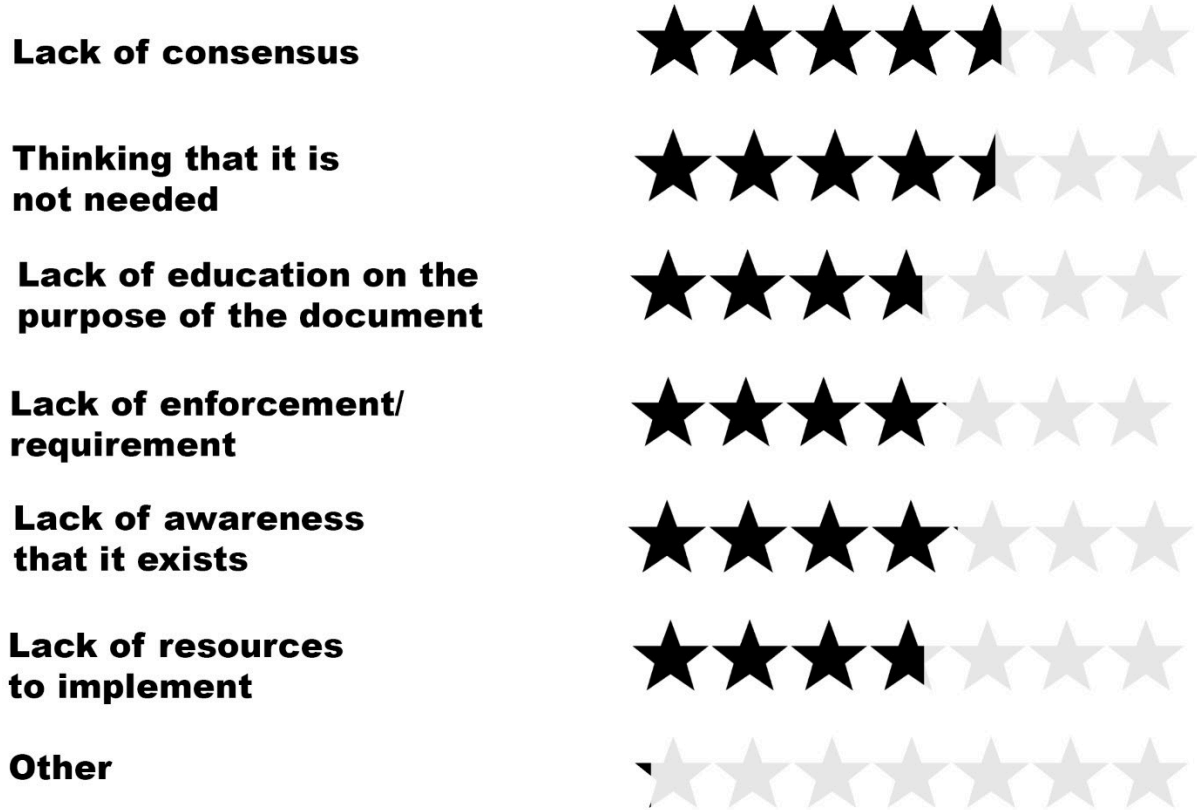 Lack of consensus
Thinking that it is
not needed
Lack of education on the
purpose of the document
Lack of enforcement/
requirement
Lack of awareness
that it exists
Lack of resources
to implement
Other